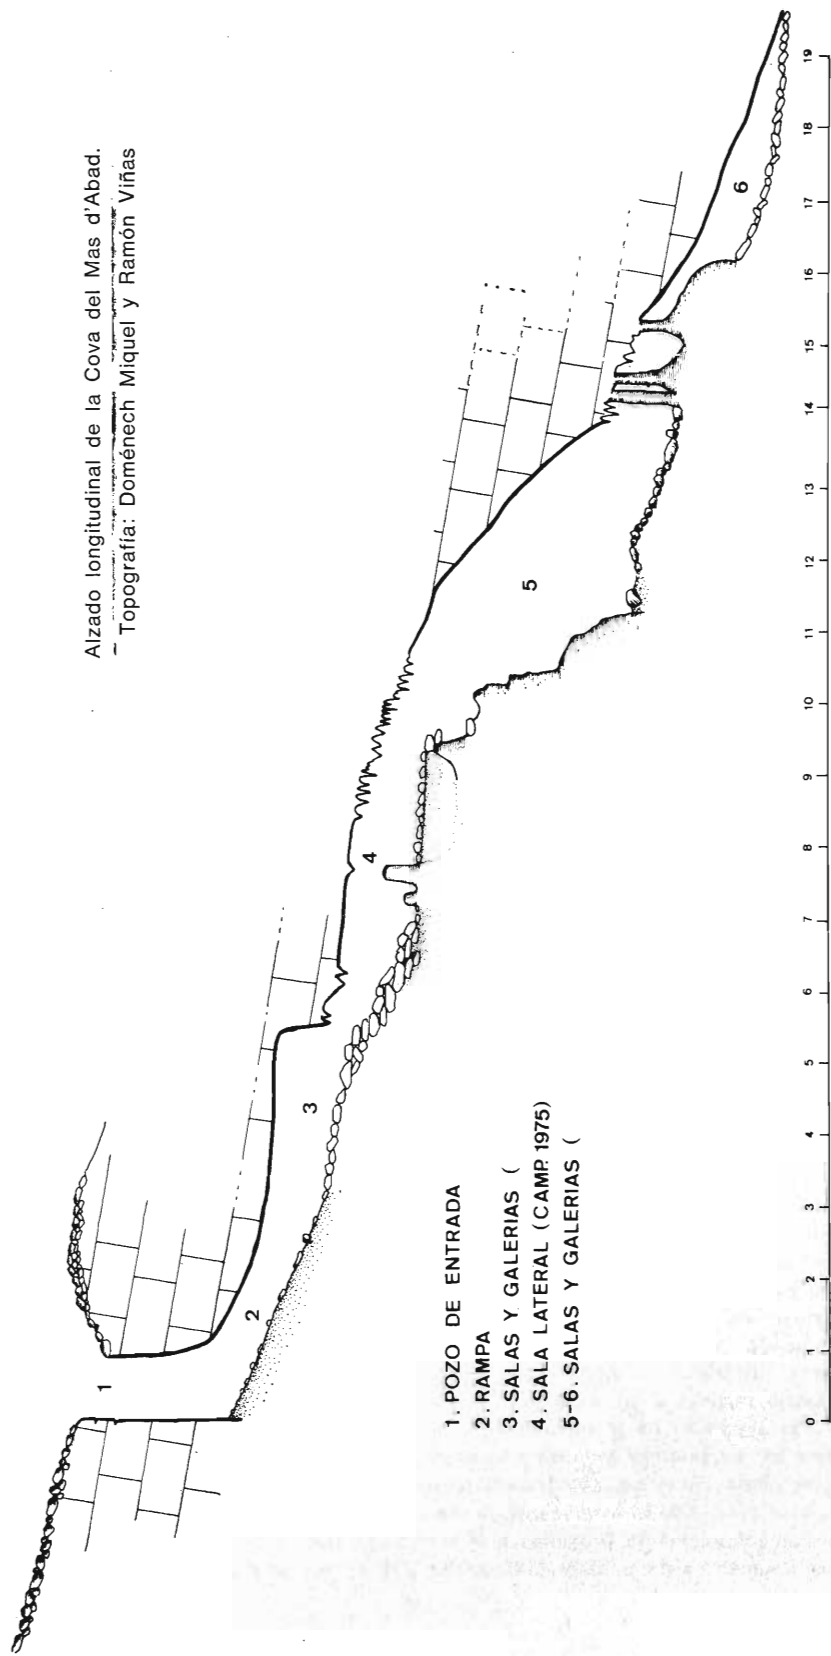 Alzado longitudinal de la Cova del Mas d'Abad.
Topografía: Doménech Miquel y Ramón Viñas
1
2
3
4
5
6
1. POZO DE ENTRADA
2. RAMPA
3. SALAS Y GALERIAS (
4. SALA LATERAL (CAMP. 1975)
5-6. SALAS Y GALERIAS (
0 1 2 3 4 5 6 7 8 9 10 11 12 13 14 15 16 17 18 19